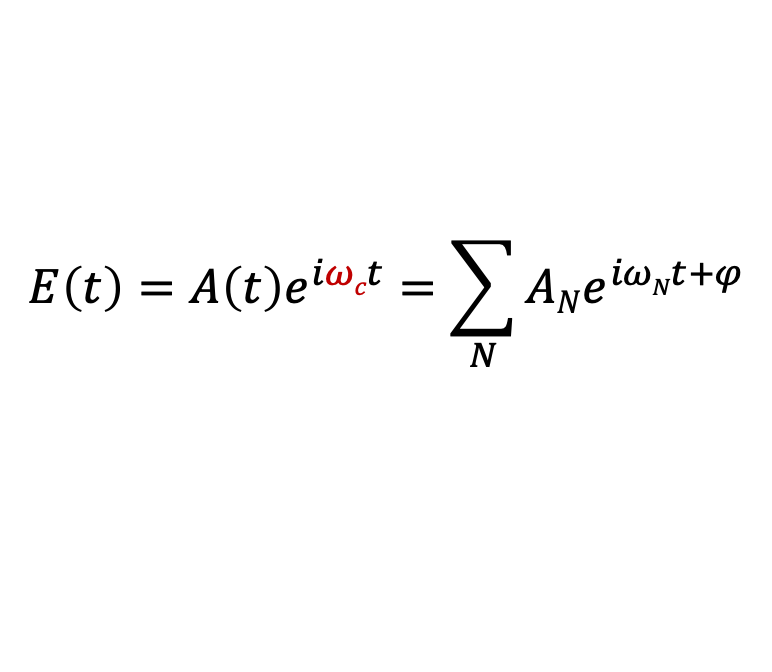 E(t) = A(t)e^{iω_c t} = ∑_N A_N e^{iω_N t+φ}